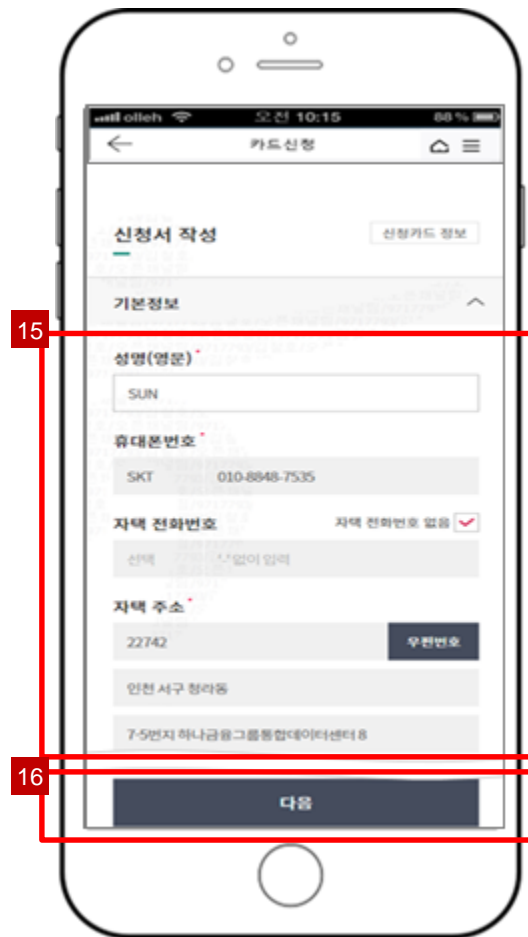 olleh 오전 10:15 88 %
카드신청
신청서 작성 신청카드 정보
기본정보
15
성명(영문)*
SUN
휴대폰번호*
SKT 010-8848-7535
자택 전화번호 자택 전화번호 없음
선택 '-' 없이 입력
자택 주소*
22742 우편번호
인천 서구 청라동
7-5번지 하나금융그룹통합데이터센터 8
16
다음